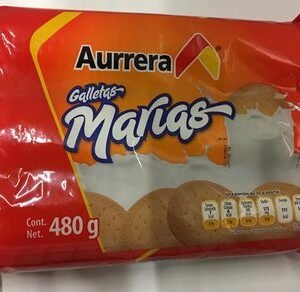 Aurrera
Galletas
Marías
Cont.
Net. 480 g